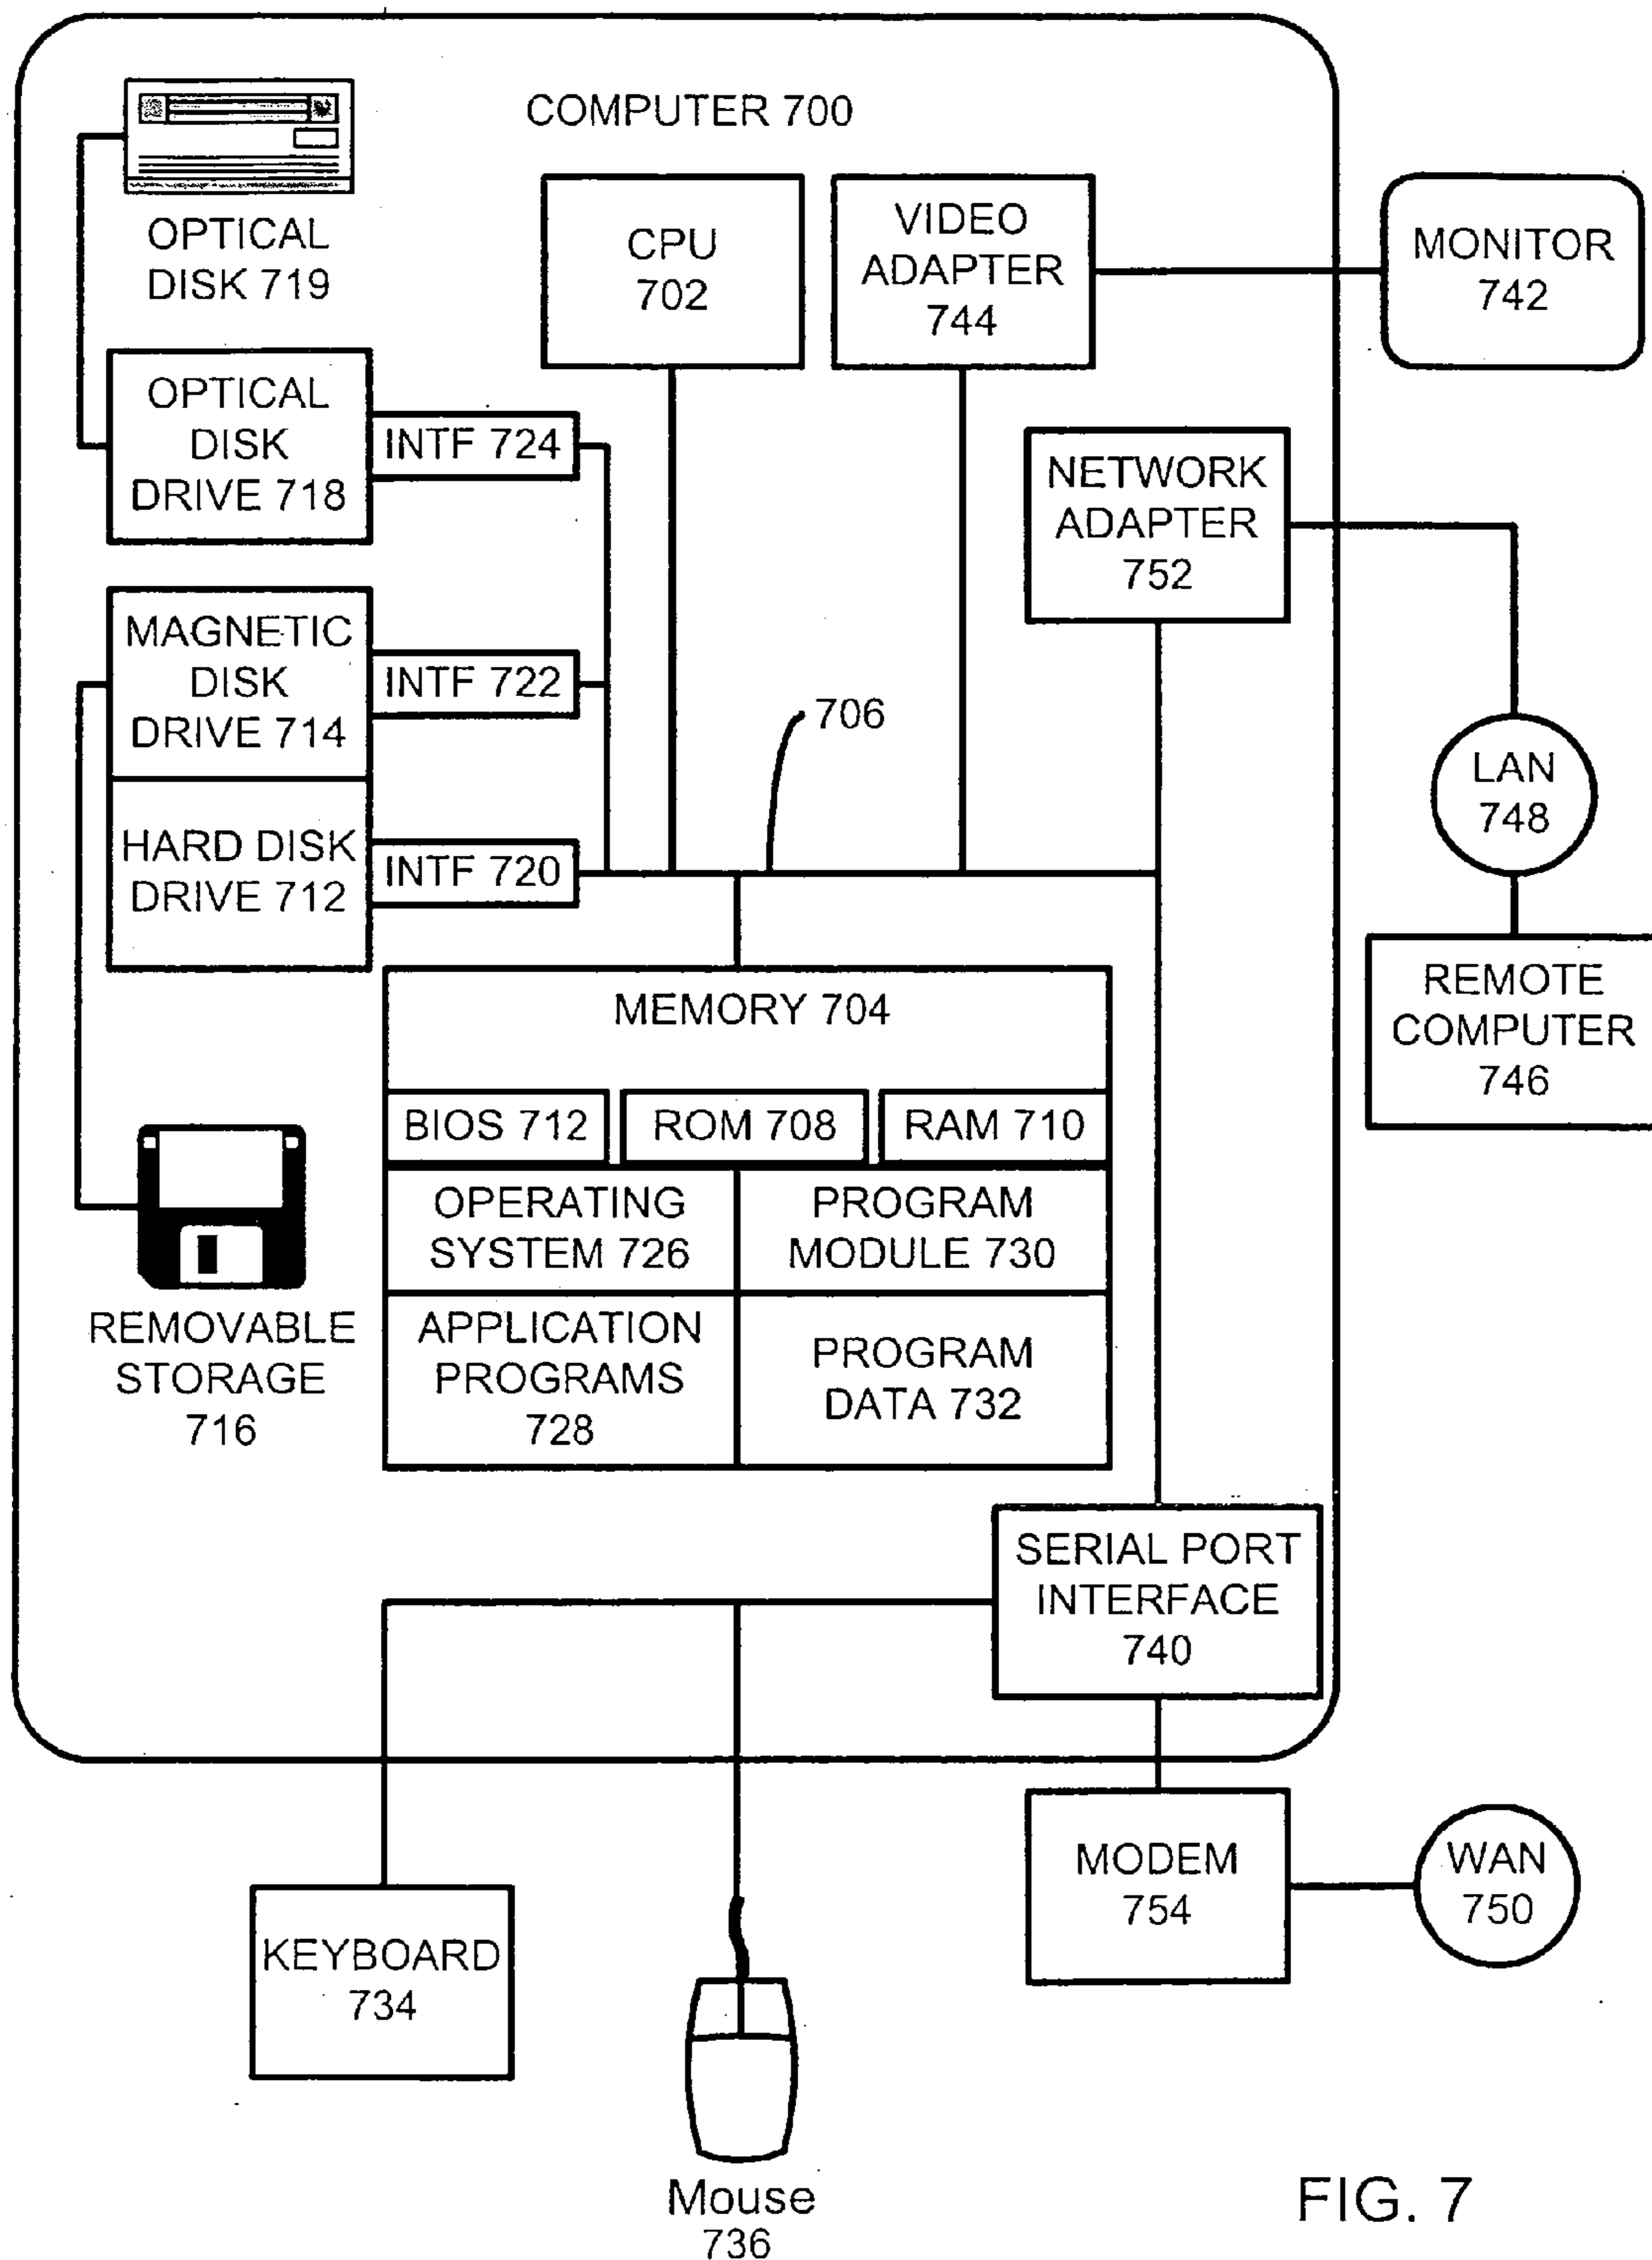 COMPUTER 700
OPTICAL
DISK 719
CPU
702
VIDEO
ADAPTER
744
MONITOR
742
OPTICAL
DISK
DRIVE 718
INTF 724
NETWORK
ADAPTER
752
MAGNETIC
DISK
DRIVE 714
INTF 722
706
LAN
748
HARD DISK
DRIVE 712
INTF 720
REMOTE
COMPUTER
746
MEMORY 704
BIOS 712
ROM 708
RAM 710
OPERATING
SYSTEM 726
PROGRAM
MODULE 730
REMOVABLE
STORAGE
716
APPLICATION
PROGRAMS
728
PROGRAM
DATA 732
SERIAL PORT
INTERFACE
740
MODEM
754
WAN
750
KEYBOARD
734
Mouse
736
FIG. 7